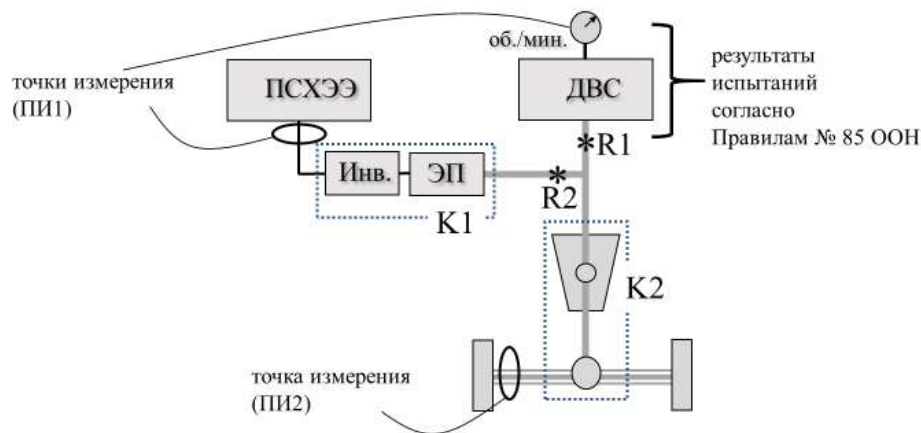 об./мин.
точки измерения
(ПИ1)
ПСХЭЭ
ДВС
результаты
испытаний
согласно
Правилам № 85 ООН
*R1
Инв.
ЭП
*
R2
K1
K2
точка измерения
(ПИ2)